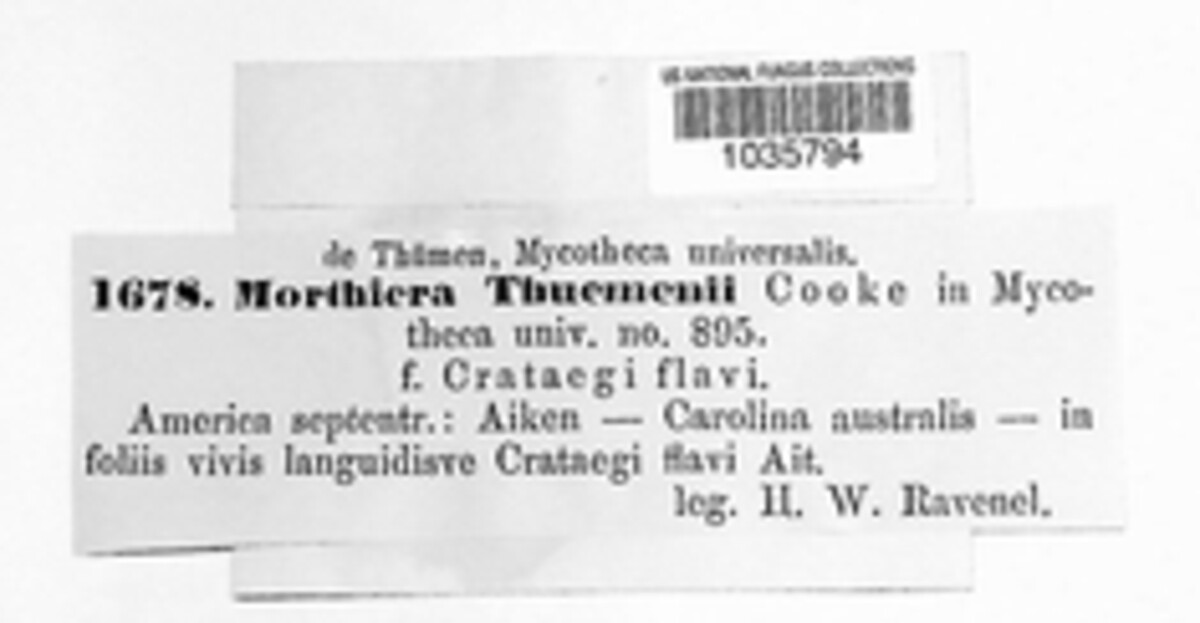 US NATIONAL FUNGUS COLLECTIONS
1035794
de Thümen, Mycotheca universalis.
1678. Morthiera Thuemenii Cooke in Myco-
theca univ. no. 895.
f. Crataegi flavi.
America septentr.: Aiken — Carolina australis — in
foliis vivis languidisve Crataegi flavi Ait.
leg. H. W. Ravenel.